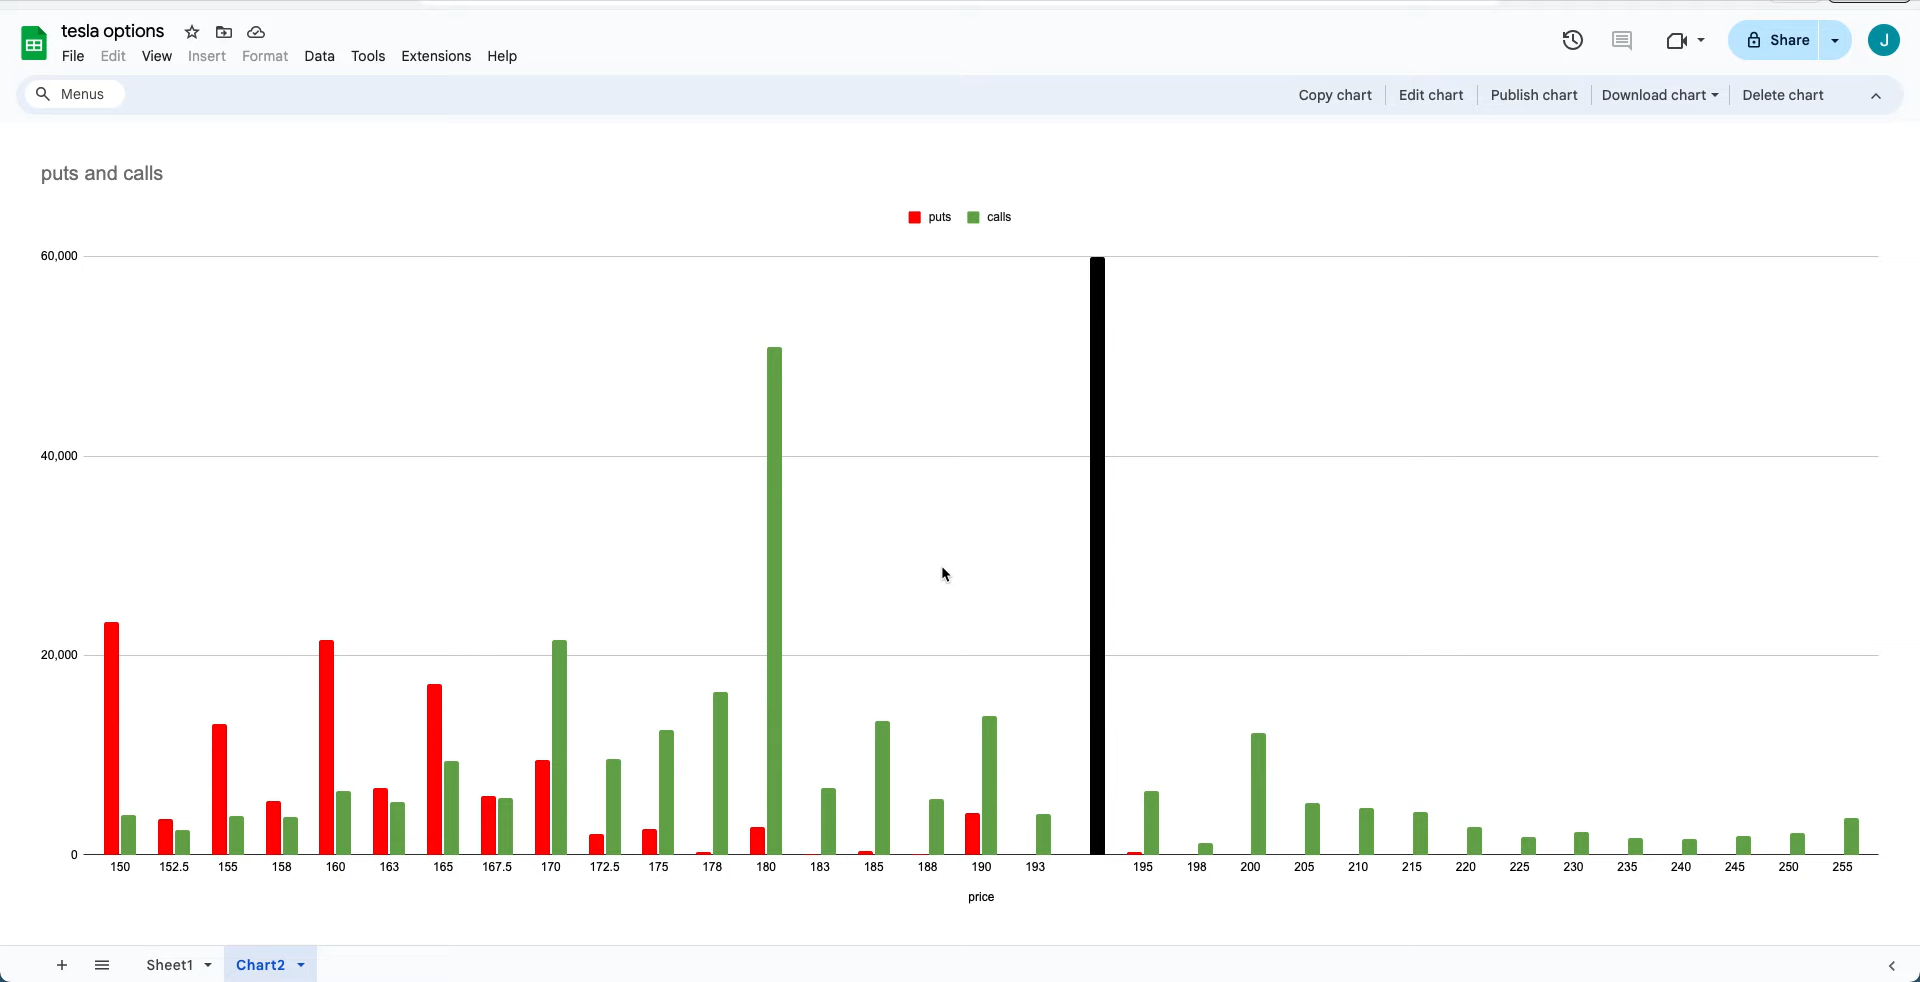 tesla options
File Edit View Insert Format Data Tools Extensions Help
Share
J
Menus
Copy chart Edit chart Publish chart Download chart Delete chart
puts and calls
puts calls
60,000
40,000
20,000
0
150 152.5 155 158 160 163 165 167.5 170 172.5 175 178 180 183 185 188 190 193 195 198 200 205 210 215 220 225 230 235 240 245 250 255
price
Sheet1 Chart2